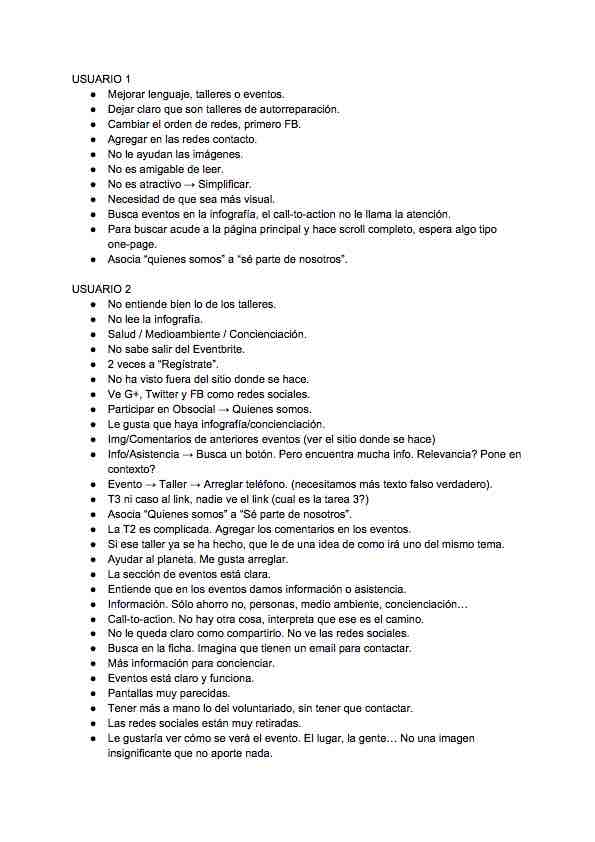 USUARIO 1
● Mejorar lenguaje, talleres o eventos.
● Dejar claro que son talleres de autorreparación.
● Cambiar el orden de redes, primero FB.
● Agregar en las redes contacto.
● No le ayudan las imágenes.
● No es amigable de leer.
● No es atractivo → Simplificar.
● Necesidad de que sea más visual.
● Busca eventos en la infografía, el call-to-action no le llama la atención.
● Para buscar acude a la página principal y hace scroll completo, espera algo tipo
one-page.
● Asocia “quienes somos” a “sé parte de nosotros”.
USUARIO 2
● No entiende bien lo de los talleres.
● No lee la infografía.
● Salud / Medioambiente / Concienciación.
● No sabe salir del Eventbrite.
● 2 veces a “Regístrate”.
● No ha visto fuera del sitio donde se hace.
● Ve G+, Twitter y FB como redes sociales.
● Participar en Obsocial → Quienes somos.
● Le gusta que haya infografía/concienciación.
● Img/Comentarios de anteriores eventos (ver el sitio donde se hace)
● Info/Asistencia → Busca un botón. Pero encuentra mucha info. Relevancia? Pone en
contexto?
● Evento → Taller → Arreglar teléfono. (necesitamos más texto falso verdadero).
● T3 ni caso al link, nadie ve el link (cual es la tarea 3?)
● Asocia “Quienes somos” a “Sé parte de nosotros”.
● La T2 es complicada. Agregar los comentarios en los eventos.
● Si ese taller ya se ha hecho, que le de una idea de como irá uno del mismo tema.
● Ayudar al planeta. Me gusta arreglar.
● La sección de eventos está clara.
● Entiende que en los eventos damos información o asistencia.
● Información. Sólo ahorro no, personas, medio ambiente, concienciación…
● Call-to-action. No hay otra cosa, interpreta que ese es el camino.
● No le queda claro como compartirlo. No ve las redes sociales.
● Busca en la ficha. Imagina que tienen un email para contactar.
● Más información para concienciar.
● Eventos está claro y funciona.
● Pantallas muy parecidas.
● Tener más a mano lo del voluntariado, sin tener que contactar.
● Las redes sociales están muy retiradas.
● Le gustaría ver cómo se verá el evento. El lugar, la gente… No una imagen
insignificante que no aporte nada.